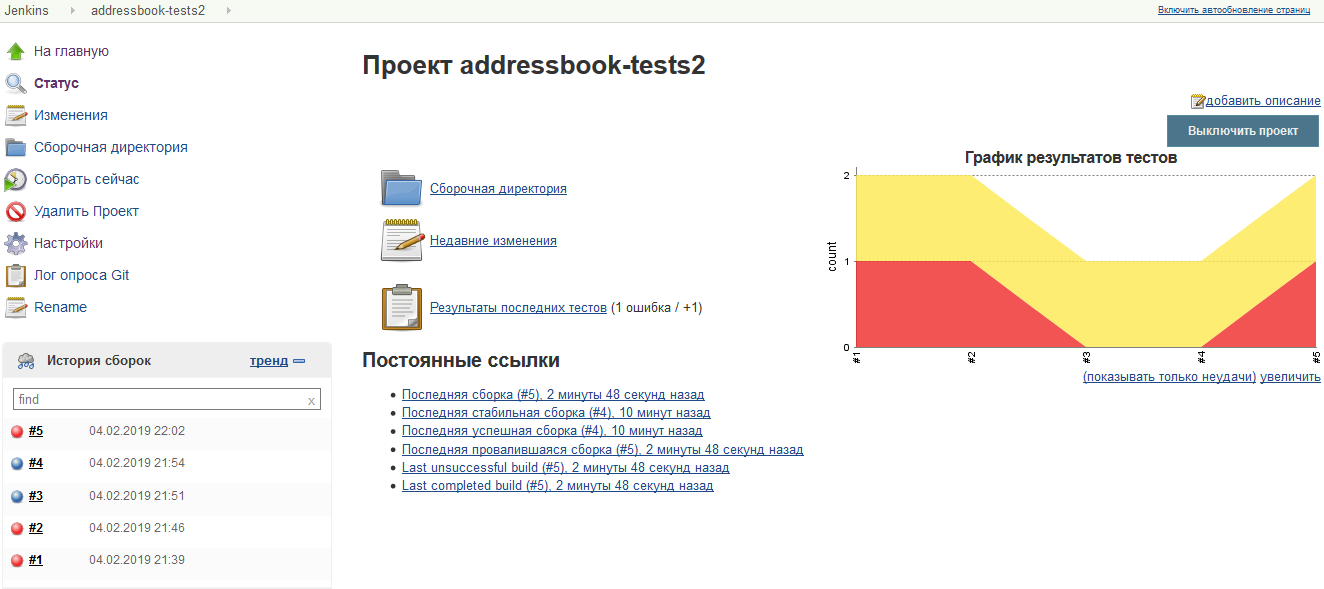 Jenkins addressbook-tests2
Включить автообновление страниц
На главную
Статус
Изменения
Сборочная директория
Собрать сейчас
Удалить Проект
Настройки
Лог опроса Git
Rename
История сборок тренд
find x
#5 04.02.2019 22:02
#4 04.02.2019 21:54
#3 04.02.2019 21:51
#2 04.02.2019 21:46
#1 04.02.2019 21:39
Проект addressbook-tests2
добавить описание
Выключить проект
Сборочная директория
Недавние изменения
Результаты последних тестов (1 ошибка / +1)
Постоянные ссылки
Последняя сборка (#5), 2 минуты 48 секунд назад
Последняя стабильная сборка (#4), 10 минут назад
Последняя успешная сборка (#4), 10 минут назад
Последняя провалившаяся сборка (#5), 2 минуты 48 секунд назад
Last unsuccessful build (#5), 2 минуты 48 секунд назад
Last completed build (#5), 2 минуты 48 секунд назад
График результатов тестов
2
1
0
count
#1 #2 #3 #4 #5
(показывать только неудачи) увеличить